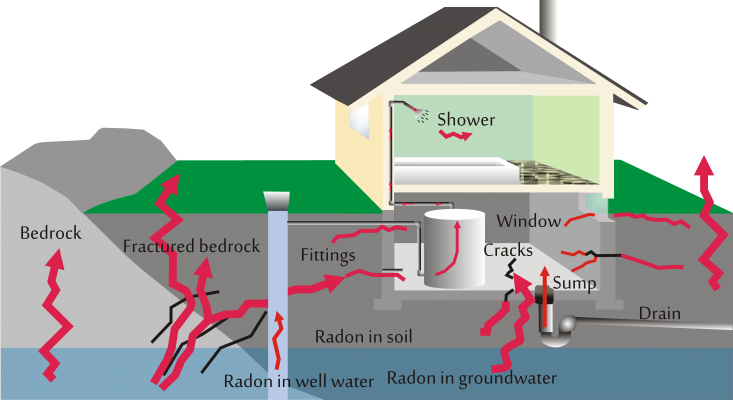 Shower
Bedrock
Fractured bedrock
Fittings
Window
Cracks
Sump
Drain
Radon in soil
Radon in well water
Radon in groundwater